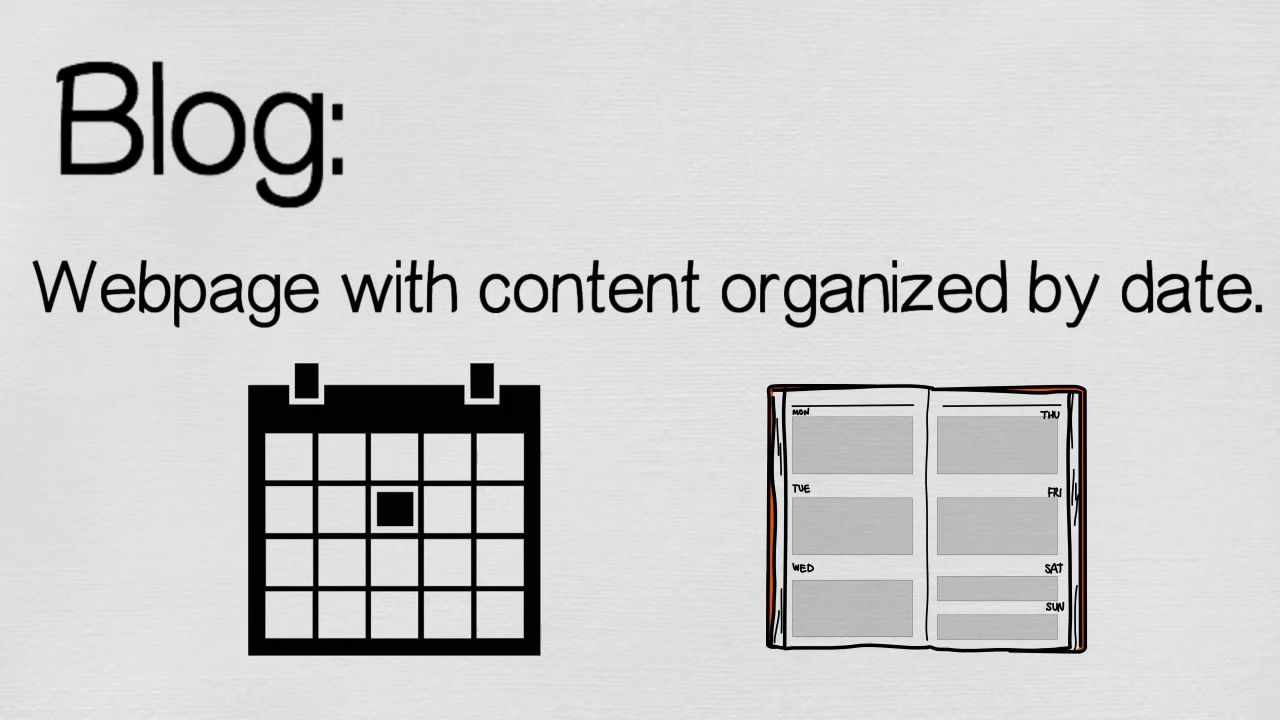 Blog:
Webpage with content organized by date.
MON
TUE
WED
THU
FRI
SAT
SUN